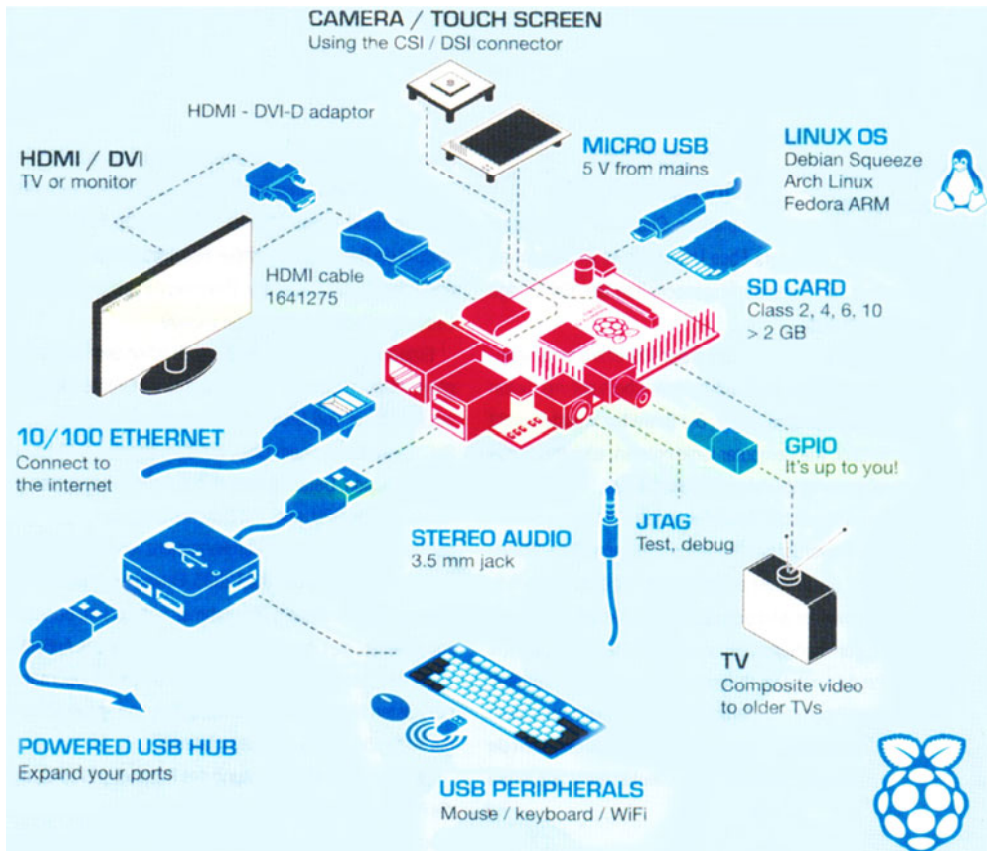 CAMERA / TOUCH SCREEN
Using the CSI / DSI connector
HDMI - DVI-D adaptor
HDMI / DVI
TV or monitor
MICRO USB
5 V from mains
LINUX OS
Debian Squeeze
Arch Linux
Fedora ARM
HDMI cable
1641275
SD CARD
Class 2, 4, 6, 10
> 2 GB
10/100 ETHERNET
Connect to
the internet
GPIO
It's up to you!
STEREO AUDIO
3.5 mm jack
JTAG
Test, debug
TV
Composite video
to older TVs
POWERED USB HUB
Expand your ports
USB PERIPHERALS
Mouse / keyboard / WiFi